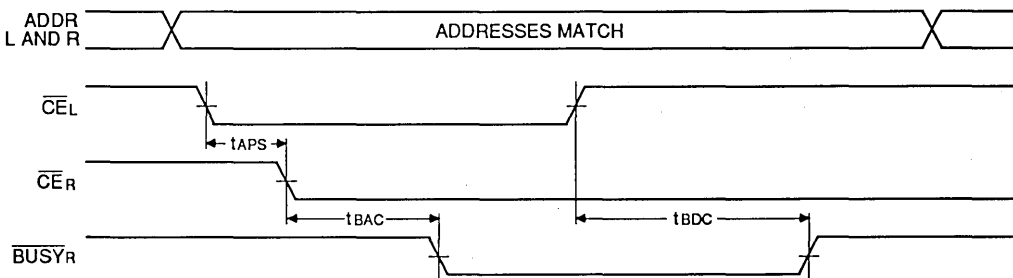 ADDR
L AND R
ADDRESSES MATCH
CEL
tAPS
CER
tBAC
tBDC
BUSYR